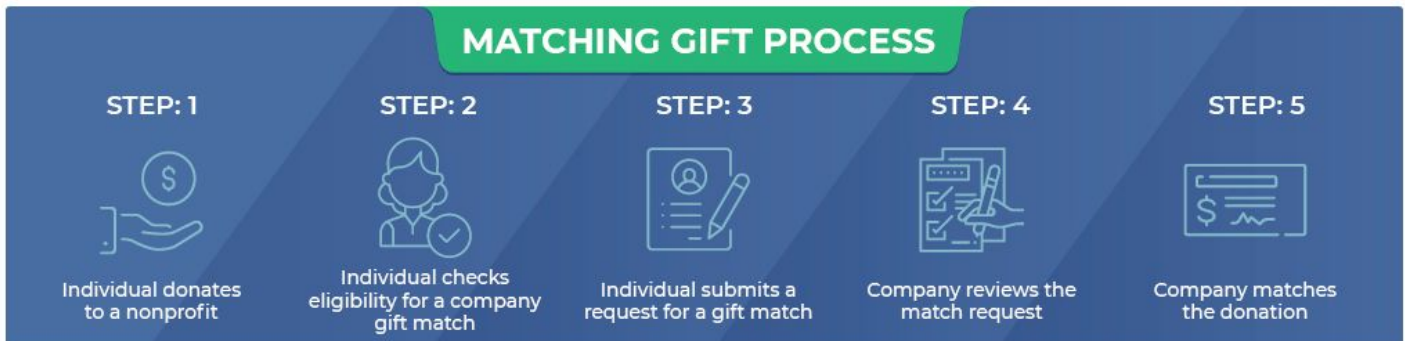 MATCHING GIFT PROCESS
STEP: 1
Individual donates
to a nonprofit
STEP: 2
Individual checks
eligibility for a company
gift match
STEP: 3
Individual submits a
request for a gift match
STEP: 4
Company reviews the
match request
STEP: 5
Company matches
the donation